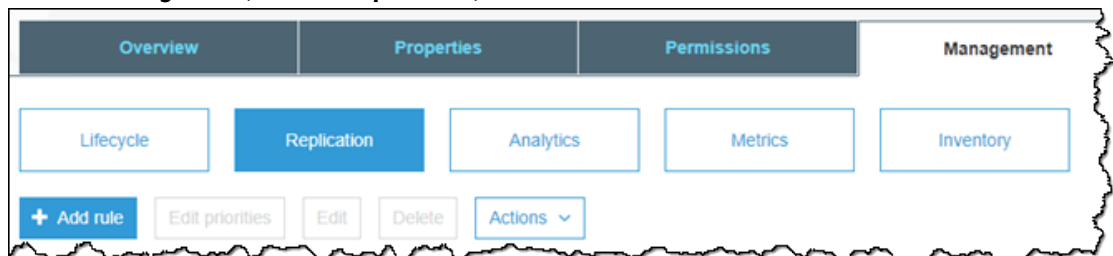 Overview Properties Permissions Management
Lifecycle Replication Analytics Metrics Inventory
+ Add rule Edit priorities Edit Delete Actions